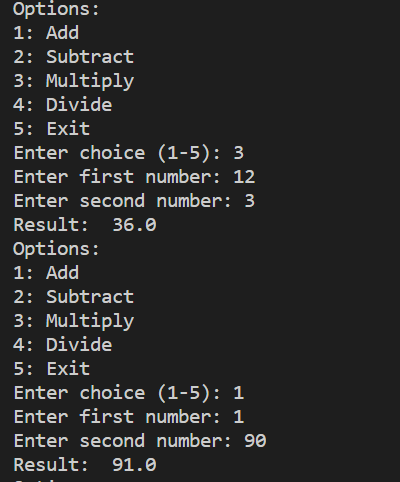 Options:
1: Add
2: Subtract
3: Multiply
4: Divide
5: Exit
Enter choice (1-5): 3
Enter first number: 12
Enter second number: 3
Result:  36.0
Options:
1: Add
2: Subtract
3: Multiply
4: Divide
5: Exit
Enter choice (1-5): 1
Enter first number: 1
Enter second number: 90
Result:  91.0